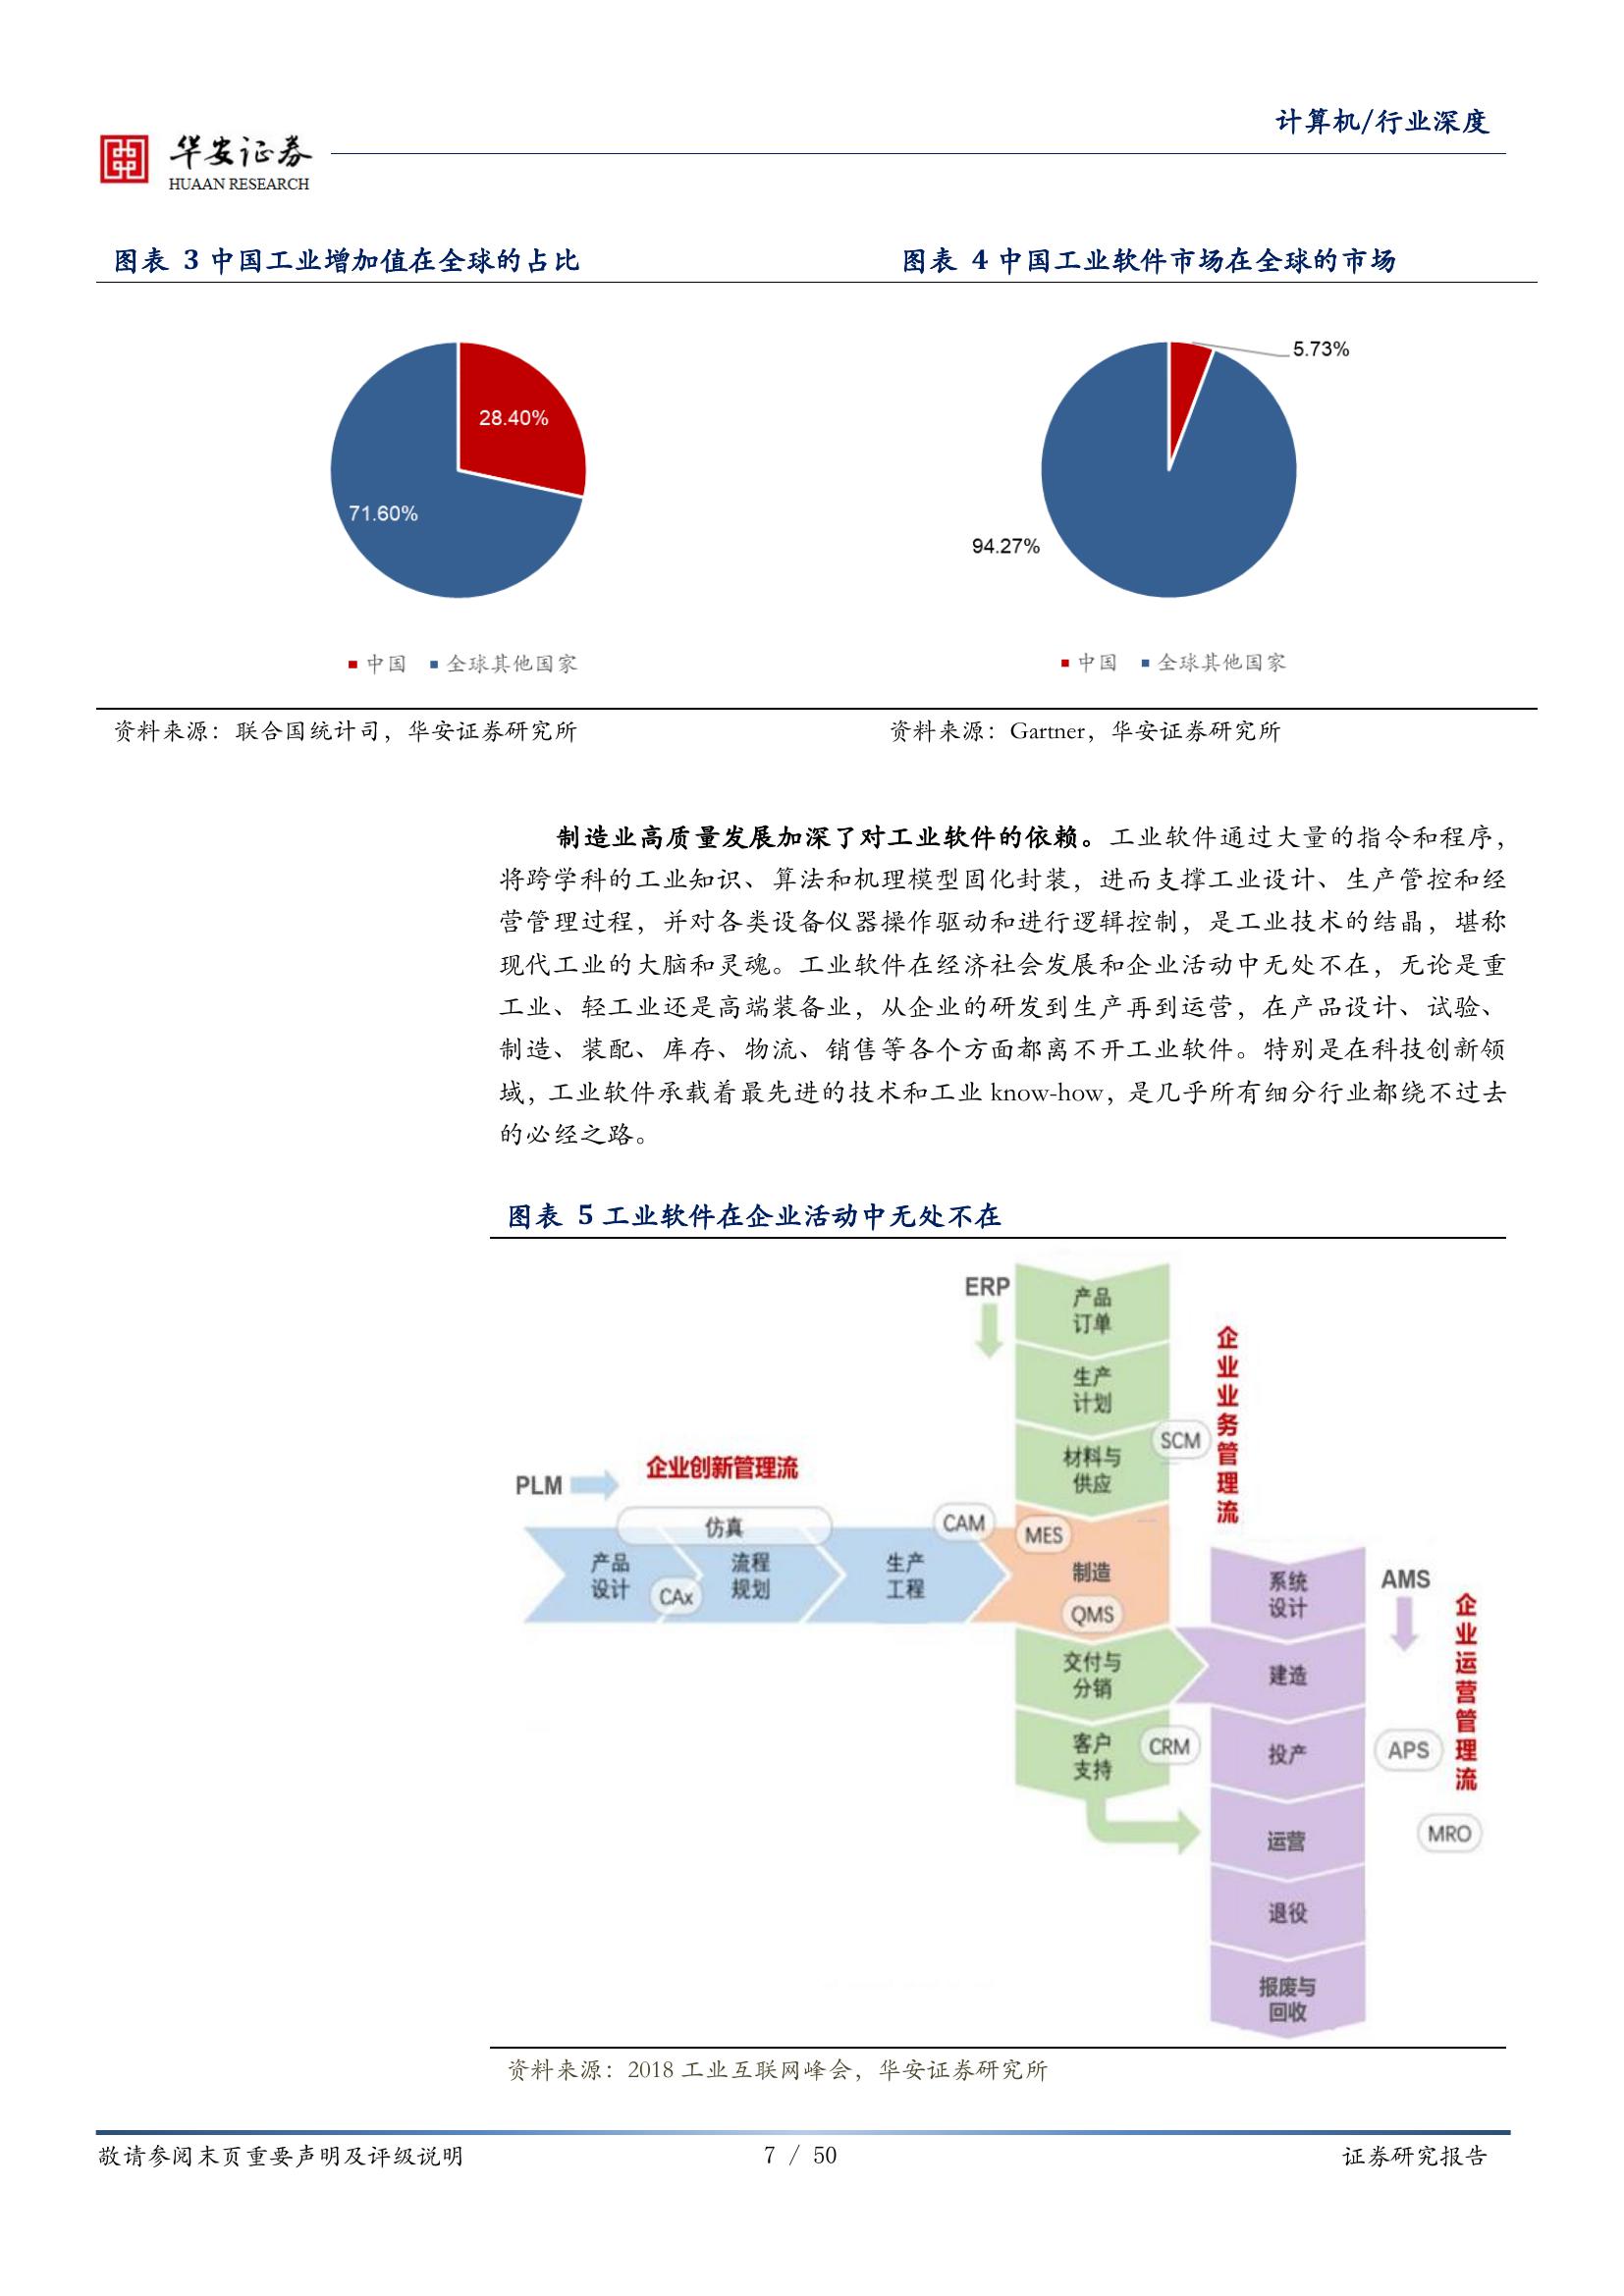 计算机/行业深度
华安证券
HUAAN RESEARCH
图表 3 中国工业增加值在全球的占比
28.40%
71.60%
中国 全球其他国家
资料来源：联合国统计司，华安证券研究所
图表 4 中国工业软件市场在全球的市场
5.73%
94.27%
中国 全球其他国家
资料来源：Gartner，华安证券研究所
制造业高质量发展加深了对工业软件的依赖。工业软件通过大量的指令和程序，
将跨学科的工业知识、算法和机理模型固化封装，进而支撑工业设计、生产管控和经
营管理过程，并对各类设备仪器操作驱动和进行逻辑控制，是工业技术的结晶，堪称
现代工业的大脑和灵魂。工业软件在经济社会发展和企业活动中无处不在，无论是重
工业、轻工业还是高端装备业，从企业的研发到生产再到运营，在产品设计、试验、
制造、装配、库存、物流、销售等各个方面都离不开工业软件。特别是在科技创新领
域，工业软件承载着最先进的技术和工业 know-how，是几乎所有细分行业都绕不过去
的必经之路。
图表 5 工业软件在企业活动中无处不在
ERP
产品
订单
生产
计划
材料与
供应
SCM
企业业务管理流
PLM
企业创新管理流
仿真
产品
设计
CAx
流程
规划
生产
工程
CAM
MES
制造
QMS
交付与
分销
客户
支持
CRM
系统
设计
建造
投产
运营
退役
报废与
回收
AMS
企业运营管理流
APS
MRO
资料来源：2018 工业互联网峰会，华安证券研究所
敬请参阅末页重要声明及评级说明
7 / 50
证券研究报告